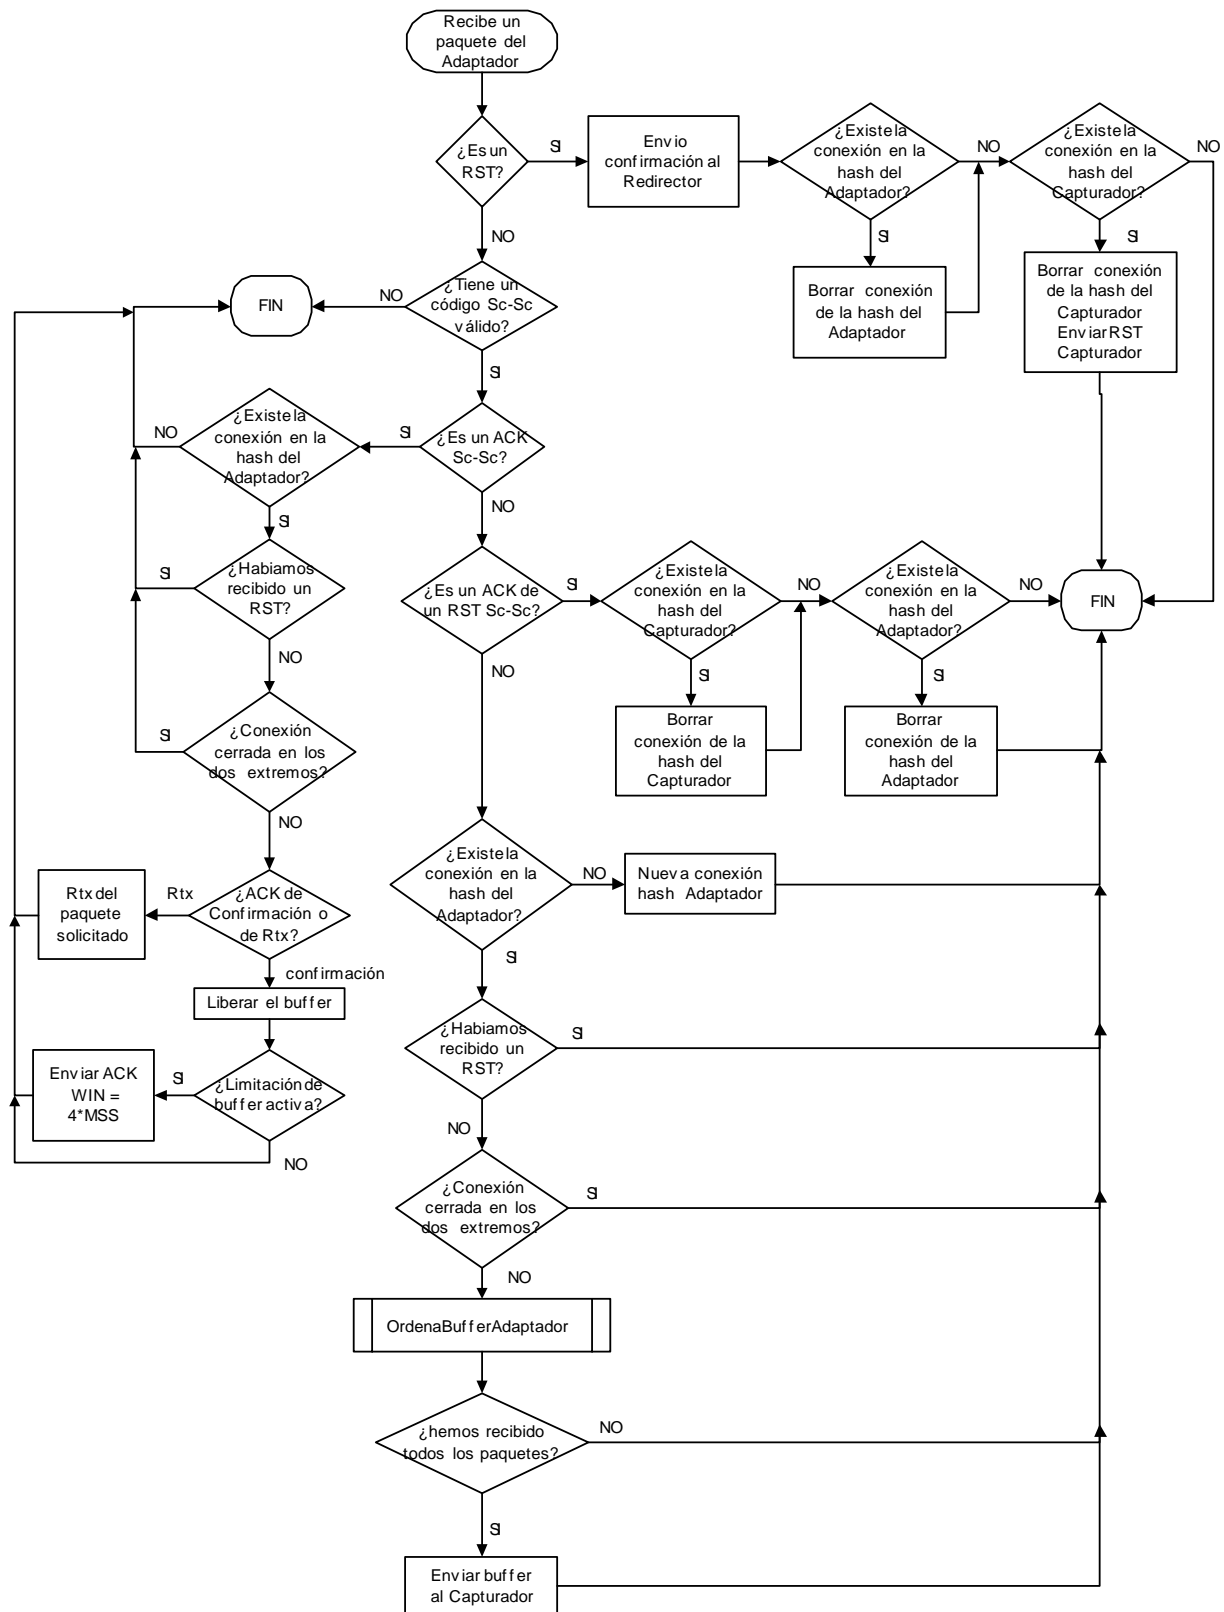 Recibe un
paquete del
Adaptador
¿Es un
RST?
SI
Envio
confirmación al
Redirector
¿Existe la
conexión en la
hash del
Adaptador?
NO
¿Existe la
conexión en la
hash del
Capturador?
NO
NO
SI
SI
Borrar conexión
de la hash del
Adaptador
Borrar conexión
de la hash del
Capturador
Enviar RST
Capturador
FIN
NO
¿Tiene un
código Sc-Sc
válido?
SI
¿Existe la
conexión en la
hash del
Adaptador?
NO
SI
¿Es un ACK
Sc-Sc?
NO
SI
¿Habiamos
recibido un
RST?
SI
NO
¿Es un ACK de
un RST Sc-Sc?
SI
NO
¿Existe la
conexión en la
hash del
Capturador?
NO
SI
¿Existe la
conexión en la
hash del
Adaptador?
NO
SI
FIN
Borrar
conexión de la
hash del
Capturador
Borrar
conexión de la
hash del
Adaptador
¿Conexión
cerrada en los
dos extremos?
SI
NO
¿ACK de
Confirmación o
de Rtx?
Rtx
Rtx del
paquete
solicitado
confirmación
Liberar el buffer
¿Limitación de
buffer activa?
SI
Enviar ACK
WIN =
4*MSS
NO
¿Existe la
conexión en la
hash del
Adaptador?
NO
Nueva conexión
hash Adaptador
SI
¿Habiamos
recibido un
RST?
SI
NO
¿Conexión
cerrada en los
dos extremos?
SI
NO
OrdenaBufferAdaptador
¿hemos recibido
todos los paquetes?
NO
SI
Enviar buffer
al Capturador